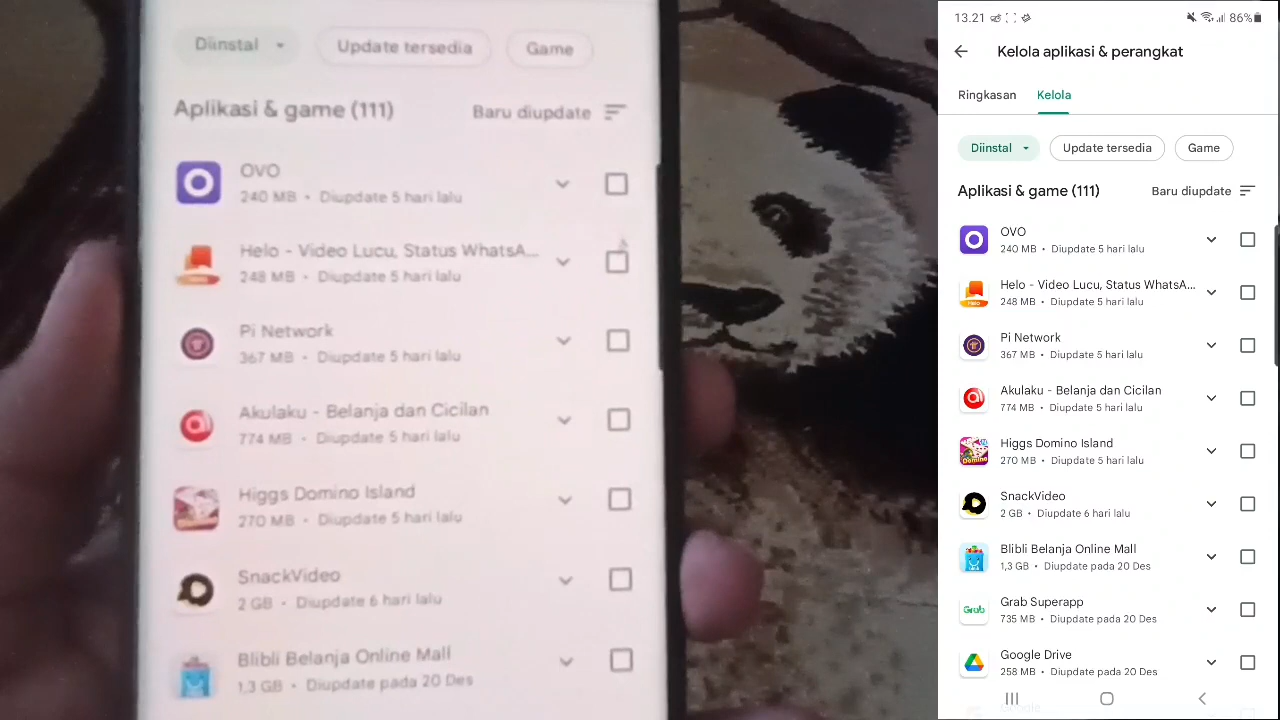 Diinstal
Update tersedia
Game
Aplikasi & game (111)
Baru diupdate
OVO
240 MB • Diupdate 5 hari lalu
Helo - Video Lucu, Status WhatsA...
248 MB • Diupdate 5 hari lalu
Pi Network
367 MB • Diupdate 5 hari lalu
Akulaku - Belanja dan Cicilan
774 MB • Diupdate 5 hari lalu
Higgs Domino Island
270 MB • Diupdate 5 hari lalu
SnackVideo
2 GB • Diupdate 6 hari lalu
Blibli Belanja Online Mall
1,3 GB • Diupdate pada 20 Des
13.21
86%
Kelola aplikasi & perangkat
Ringkasan
Kelola
Diinstal
Update tersedia
Game
Aplikasi & game (111)
Baru diupdate
OVO
240 MB • Diupdate 5 hari lalu
Helo - Video Lucu, Status WhatsA...
248 MB • Diupdate 5 hari lalu
Pi Network
367 MB • Diupdate 5 hari lalu
Akulaku - Belanja dan Cicilan
774 MB • Diupdate 5 hari lalu
Higgs Domino Island
270 MB • Diupdate 5 hari lalu
SnackVideo
2 GB • Diupdate 6 hari lalu
Blibli Belanja Online Mall
1,3 GB • Diupdate pada 20 Des
Grab
Grab Superapp
735 MB • Diupdate pada 20 Des
Google Drive
258 MB • Diupdate pada 20 Des
Google